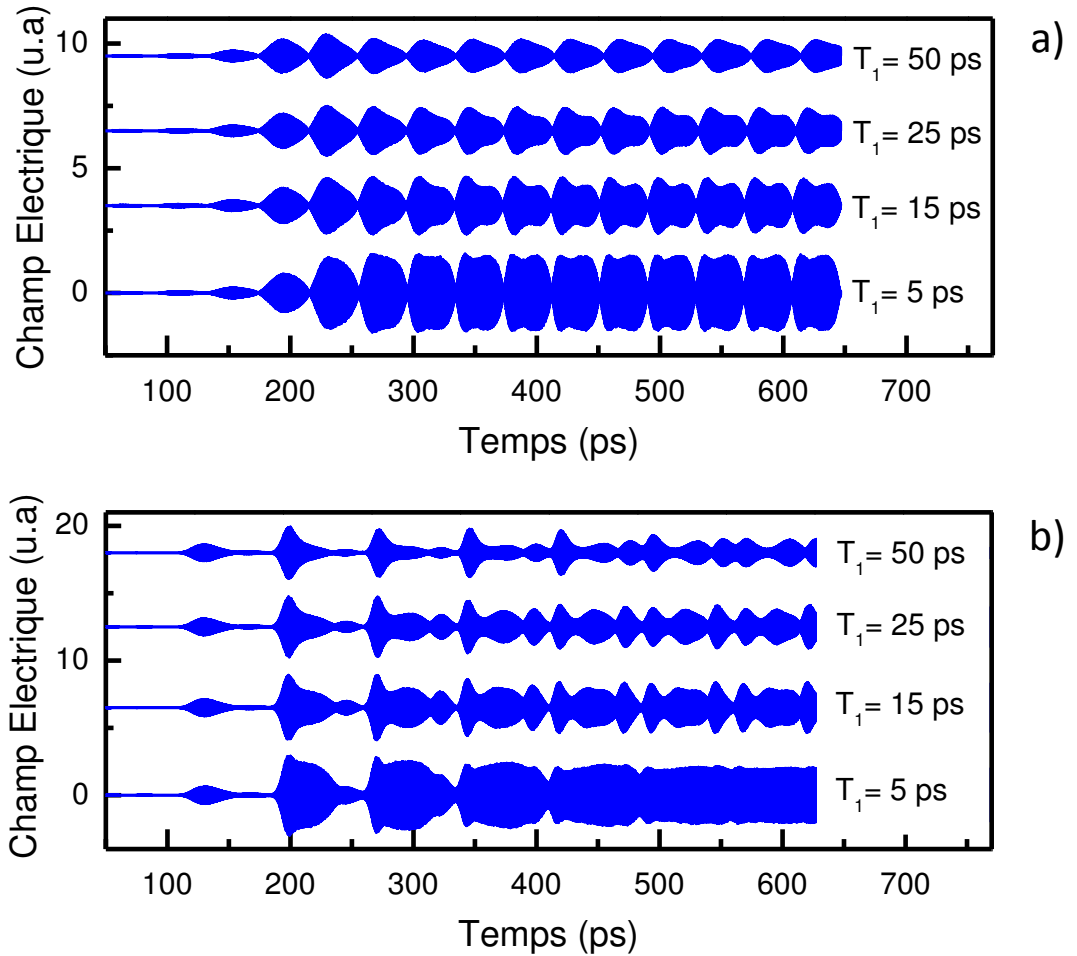 a)
Champ Electrique (u.a)
10
5
0
T1= 50 ps
T1= 25 ps
T1= 15 ps
T1= 5 ps
100 200 300 400 500 600 700
Temps (ps)
b)
Champ Electrique (u.a)
20
10
0
T1= 50 ps
T1= 25 ps
T1= 15 ps
T1= 5 ps
100 200 300 400 500 600 700
Temps (ps)